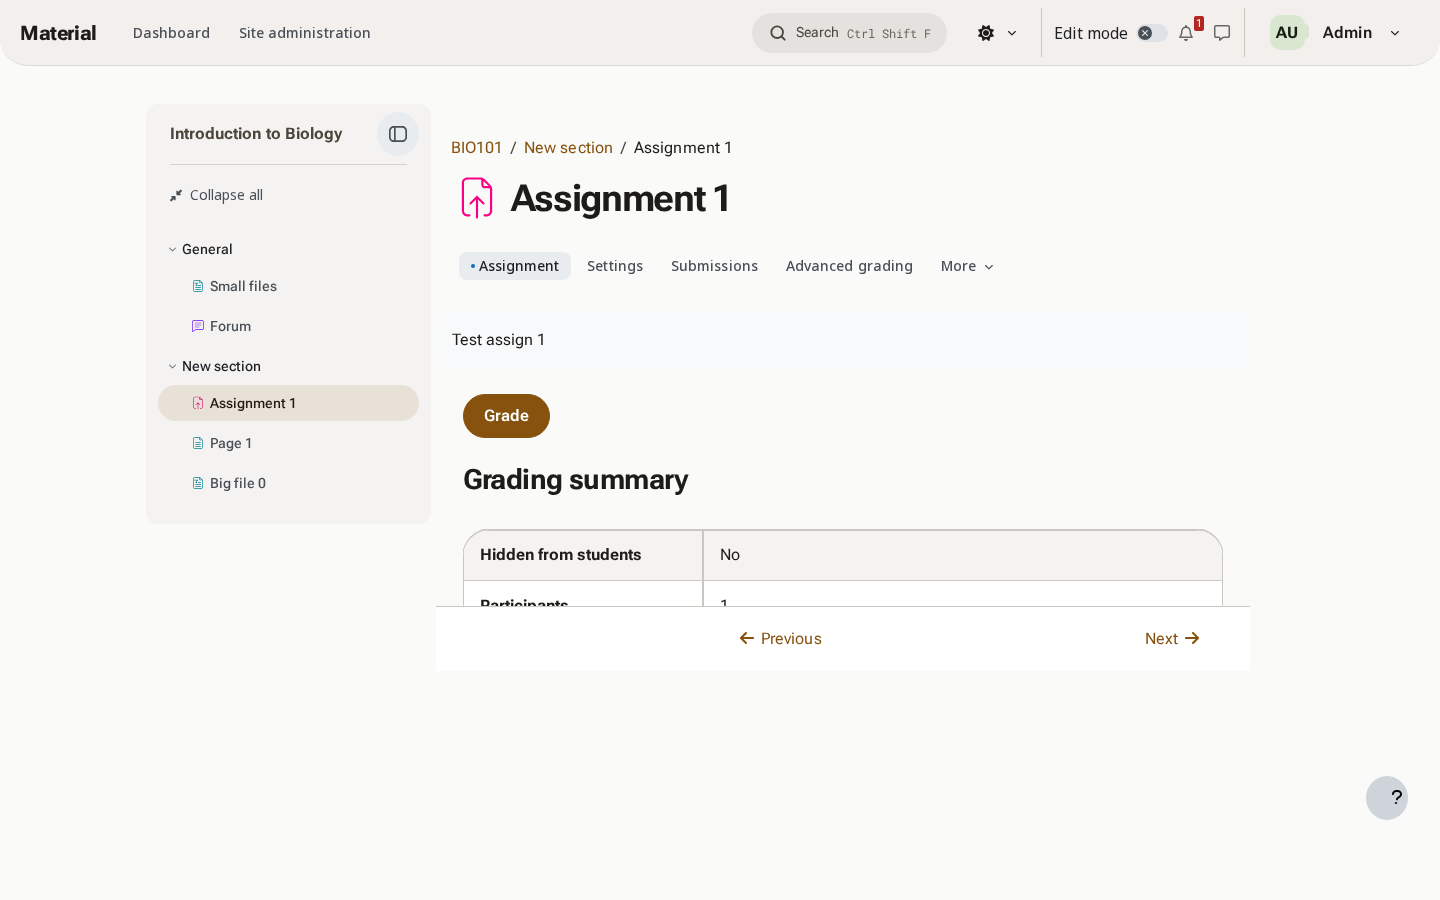 Material
Dashboard
Site administration
Search Ctrl Shift F
Edit mode
1
AU
Admin
Introduction to Biology
Collapse all
General
Small files
Forum
New section
Assignment 1
Page 1
Big file 0
BIO101 / New section / Assignment 1
Assignment 1
Assignment
Settings
Submissions
Advanced grading
More
Test assign 1
Grade
Grading summary
Hidden from students
No
Participants
1
Previous
Next
?